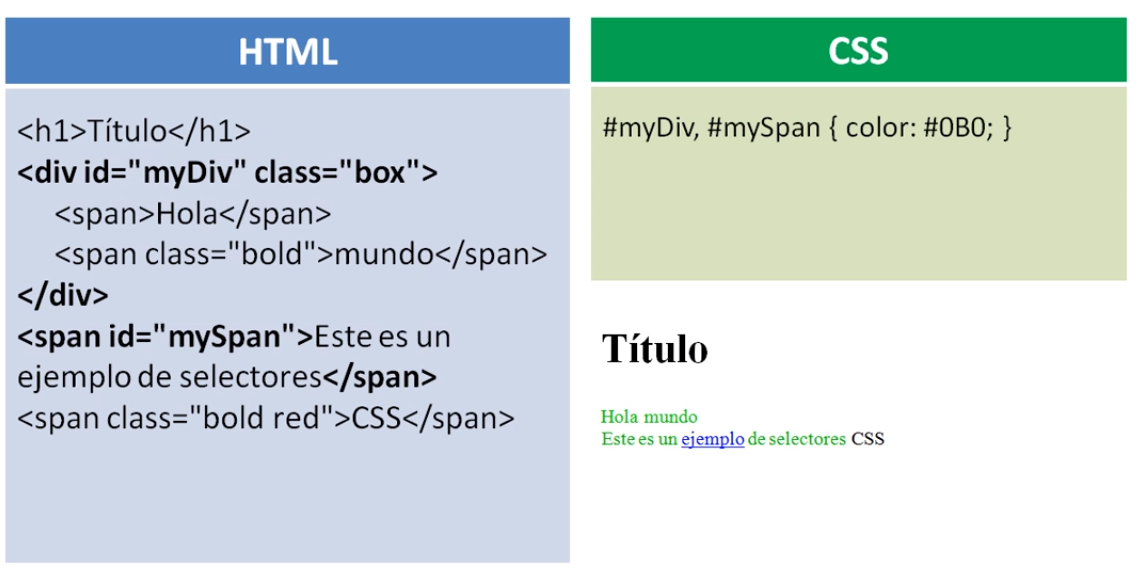 HTML
<h1>Título</h1>
<div id="myDiv" class="box">
<span>Hola</span>
<span class="bold">mundo</span>
</div>
<span id="mySpan">Este es un
ejemplo de selectores</span>
<span class="bold red">CSS</span>
CSS
#myDiv, #mySpan { color: #0B0; }
Título
Hola mundo
Este es un ejemplo de selectores CSS